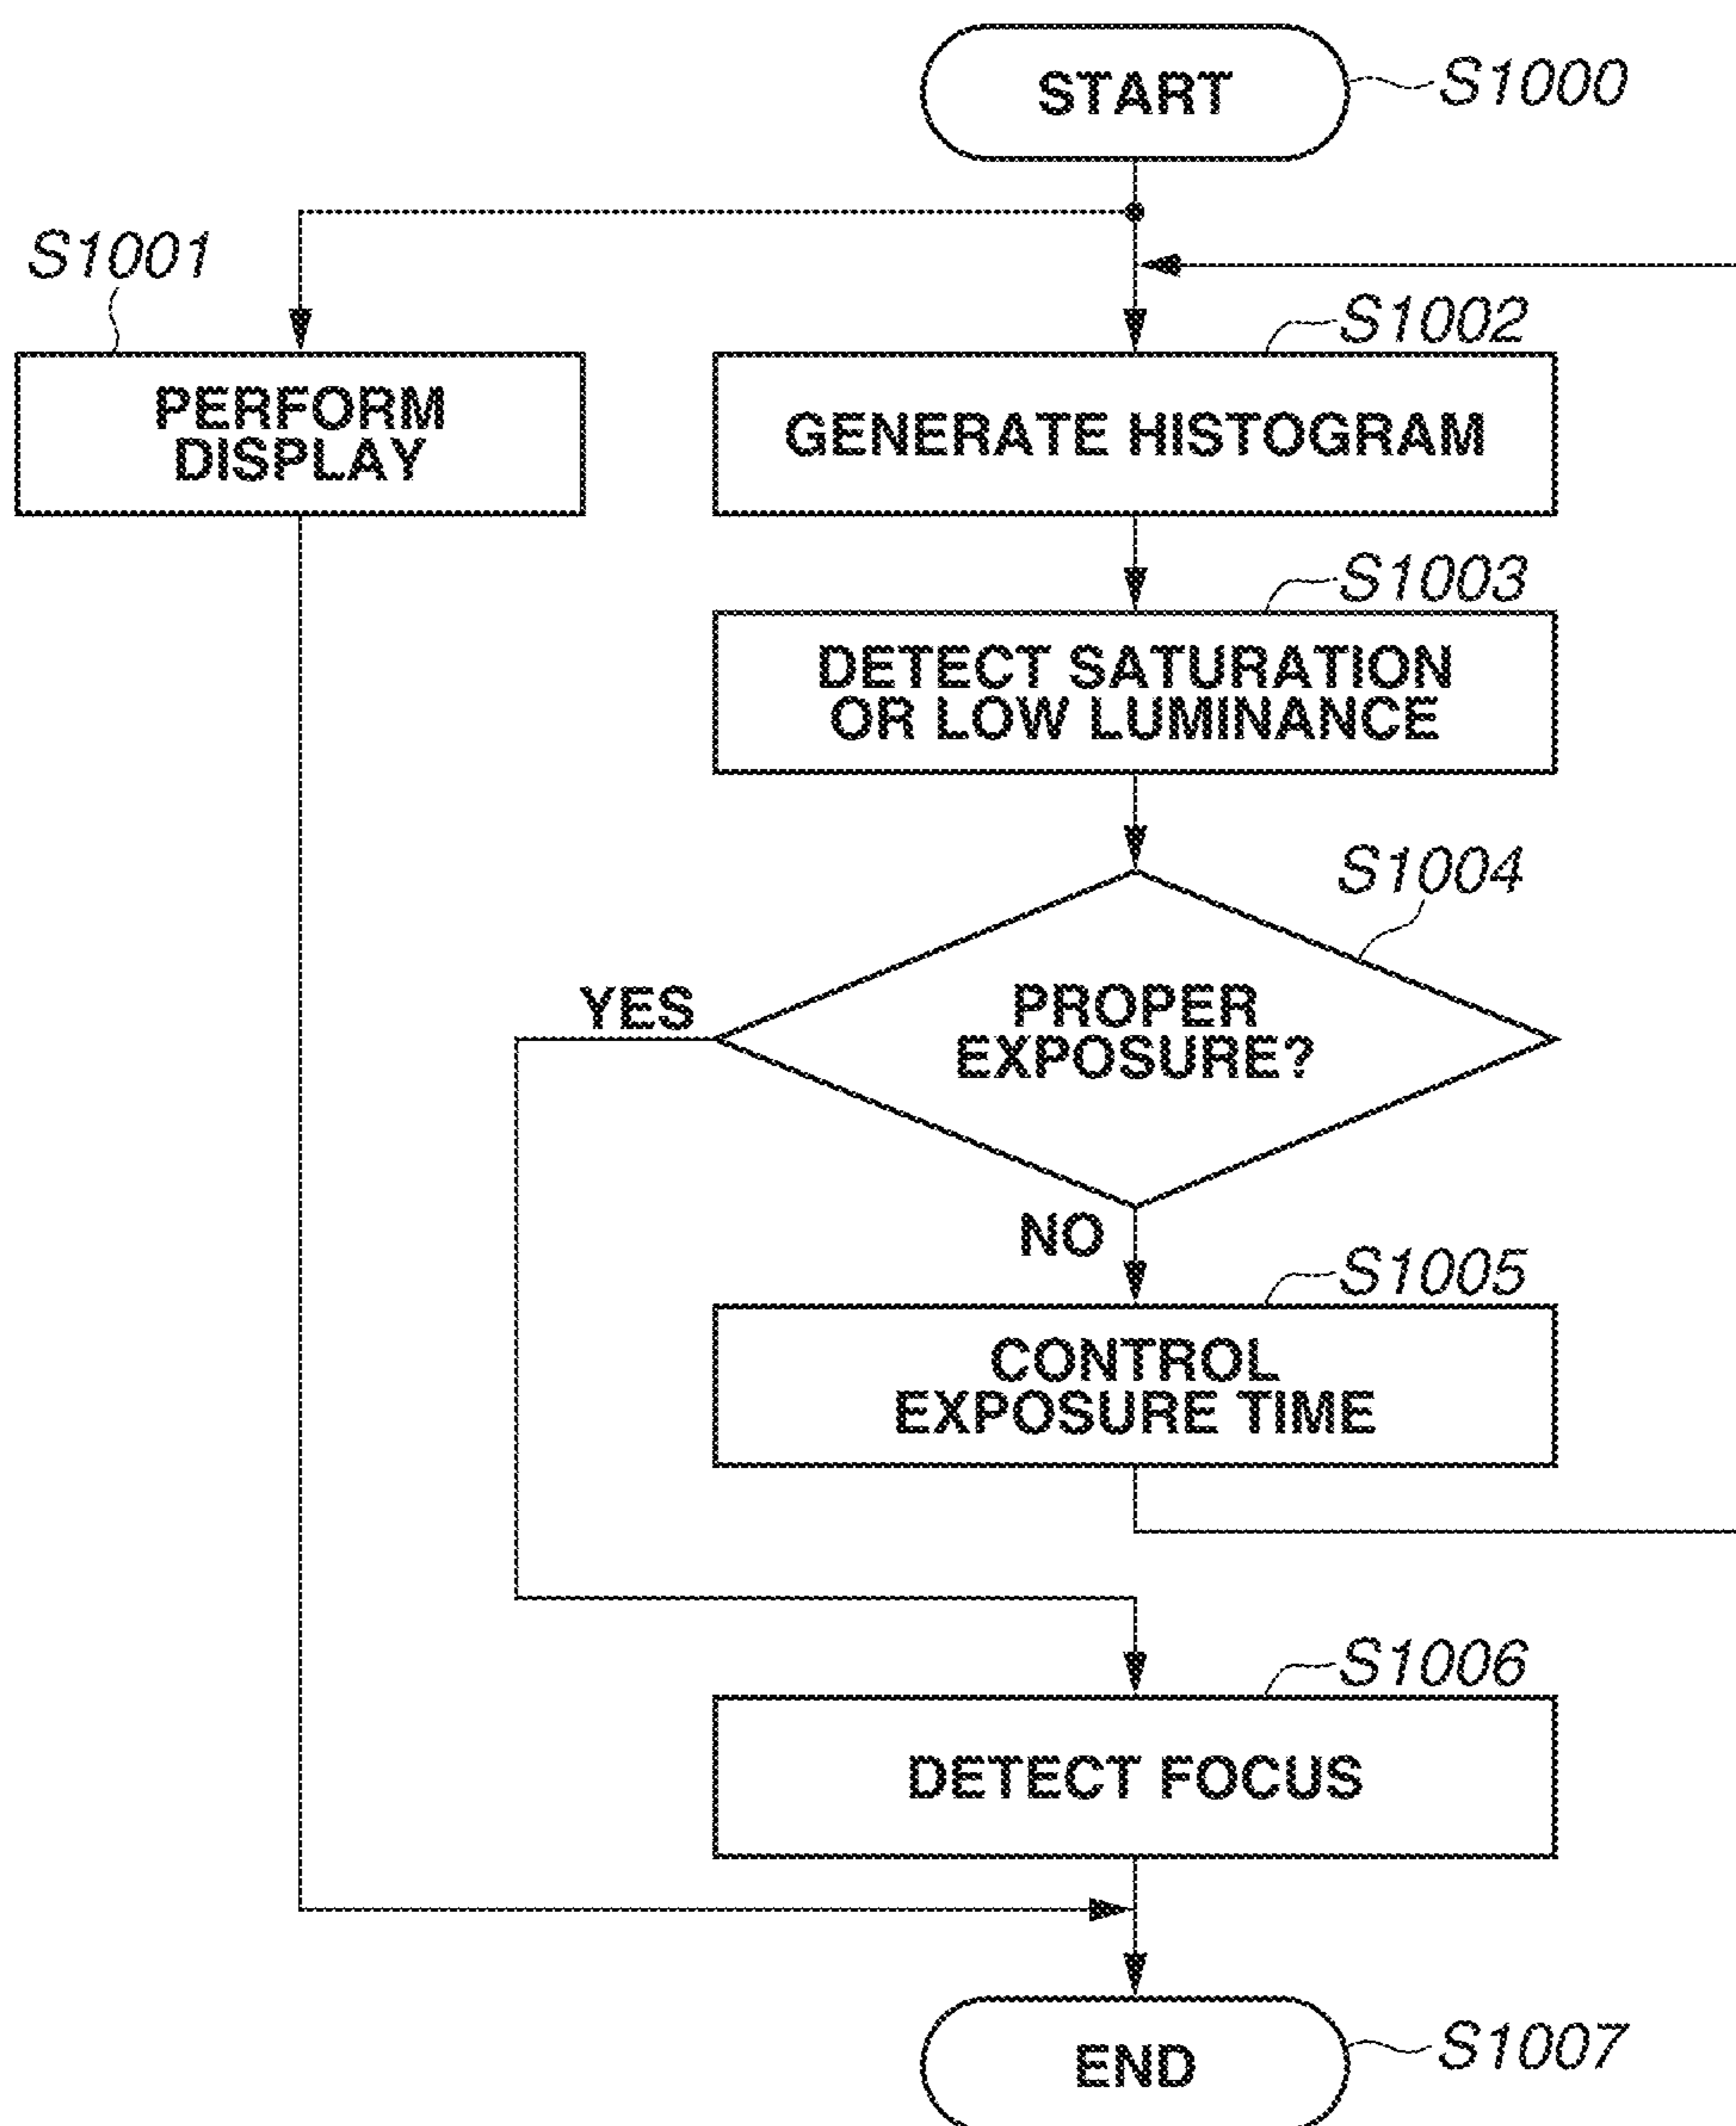 START
S1000
S1001
PERFORM
DISPLAY
S1002
GENERATE HISTOGRAM
S1003
DETECT SATURATION
OR LOW LUMINANCE
S1004
PROPER
EXPOSURE?
YES
NO
S1005
CONTROL
EXPOSURE TIME
S1006
DETECT FOCUS
END
S1007